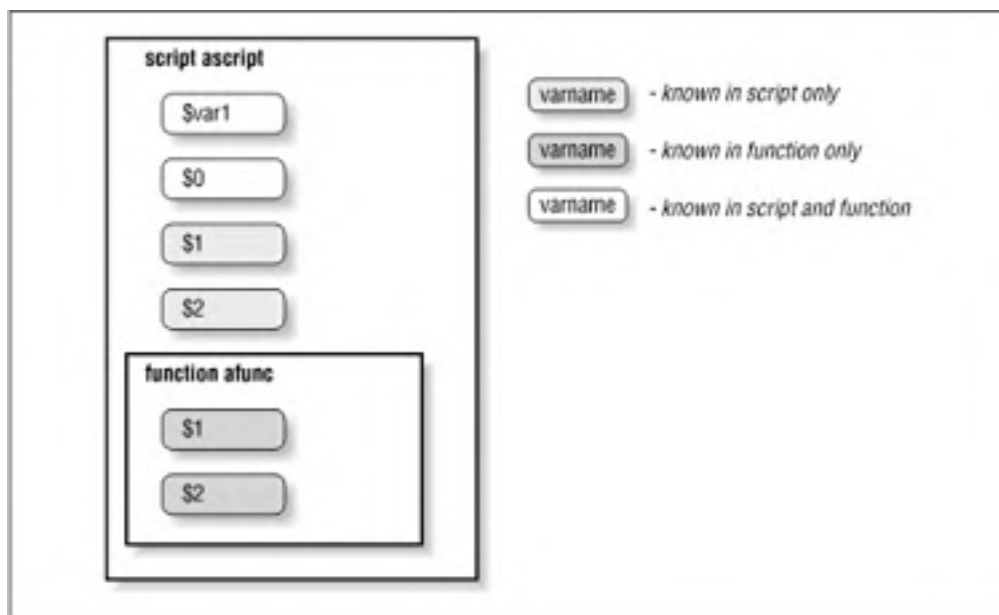 script ascript
$var1
$0
$1
$2
function afunc
$1
$2
varname - known in script only
varname - known in function only
varname - known in script and function